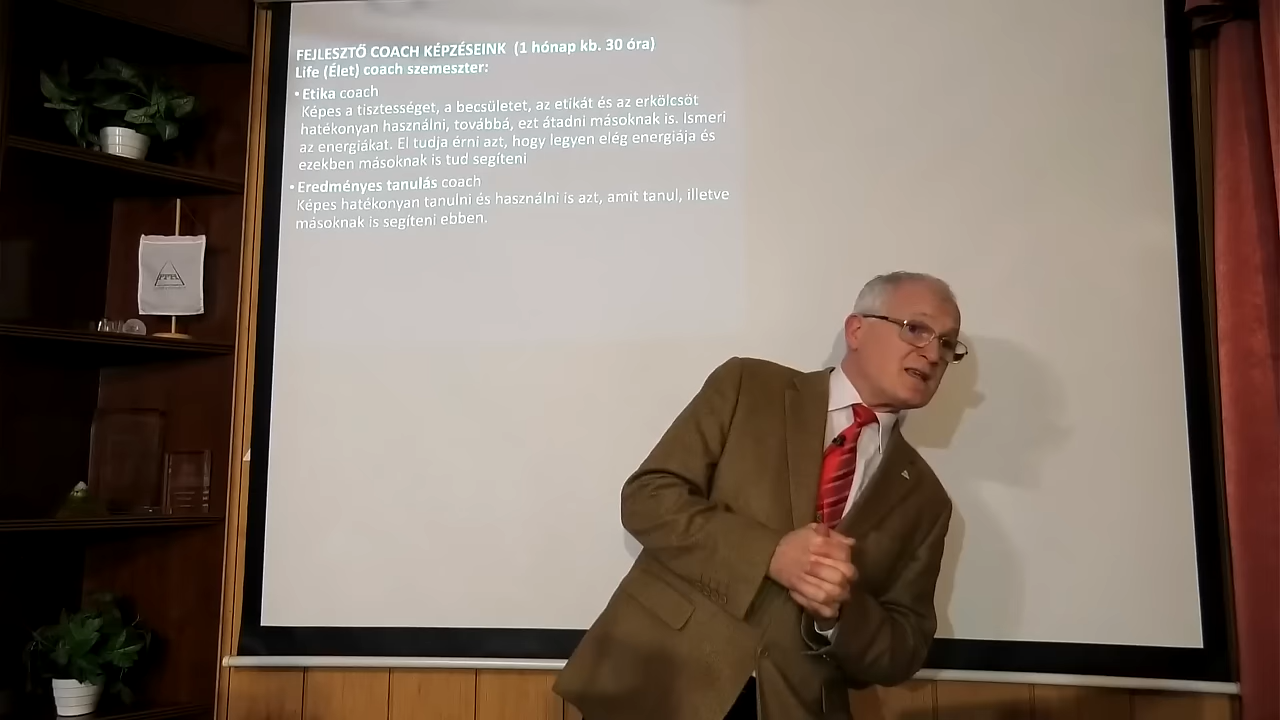 FEJLESZTŐ COACH KÉPZÉSEINK (1 hónap kb. 30 óra)
Life (Élet) coach szemeszter:
• Etika coach
Képes a tisztességet, a becsületet, az etikát és az erkölcsöt
hatékonyan használni, továbbá, ezt átadni másoknak is. Ismeri
az energiákat. El tudja érni azt, hogy legyen elég energiája és
ezekben másoknak is tud segíteni
• Eredményes tanulás coach
Képes hatékonyan tanulni és használni is azt, amit tanul, illetve
másoknak is segíteni ebben.